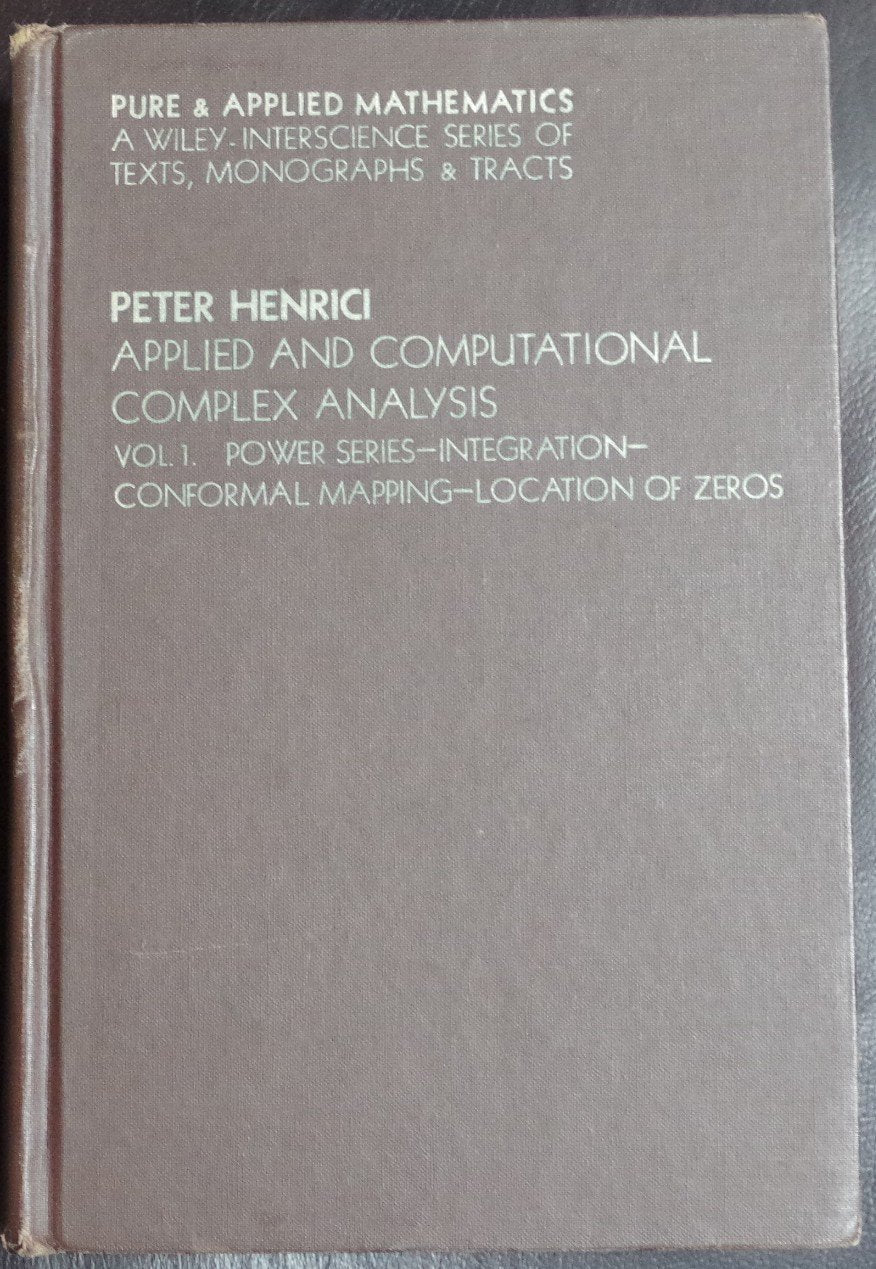 PURE & APPLIED MATHEMATICS
A WILEY-INTERSCIENCE SERIES OF
TEXTS, MONOGRAPHS & TRACTS
PETER HENRICI
APPLIED AND COMPUTATIONAL
COMPLEX ANALYSIS
VOL. 1. POWER SERIES—INTEGRATION—
CONFORMAL MAPPING—LOCATION OF ZEROS